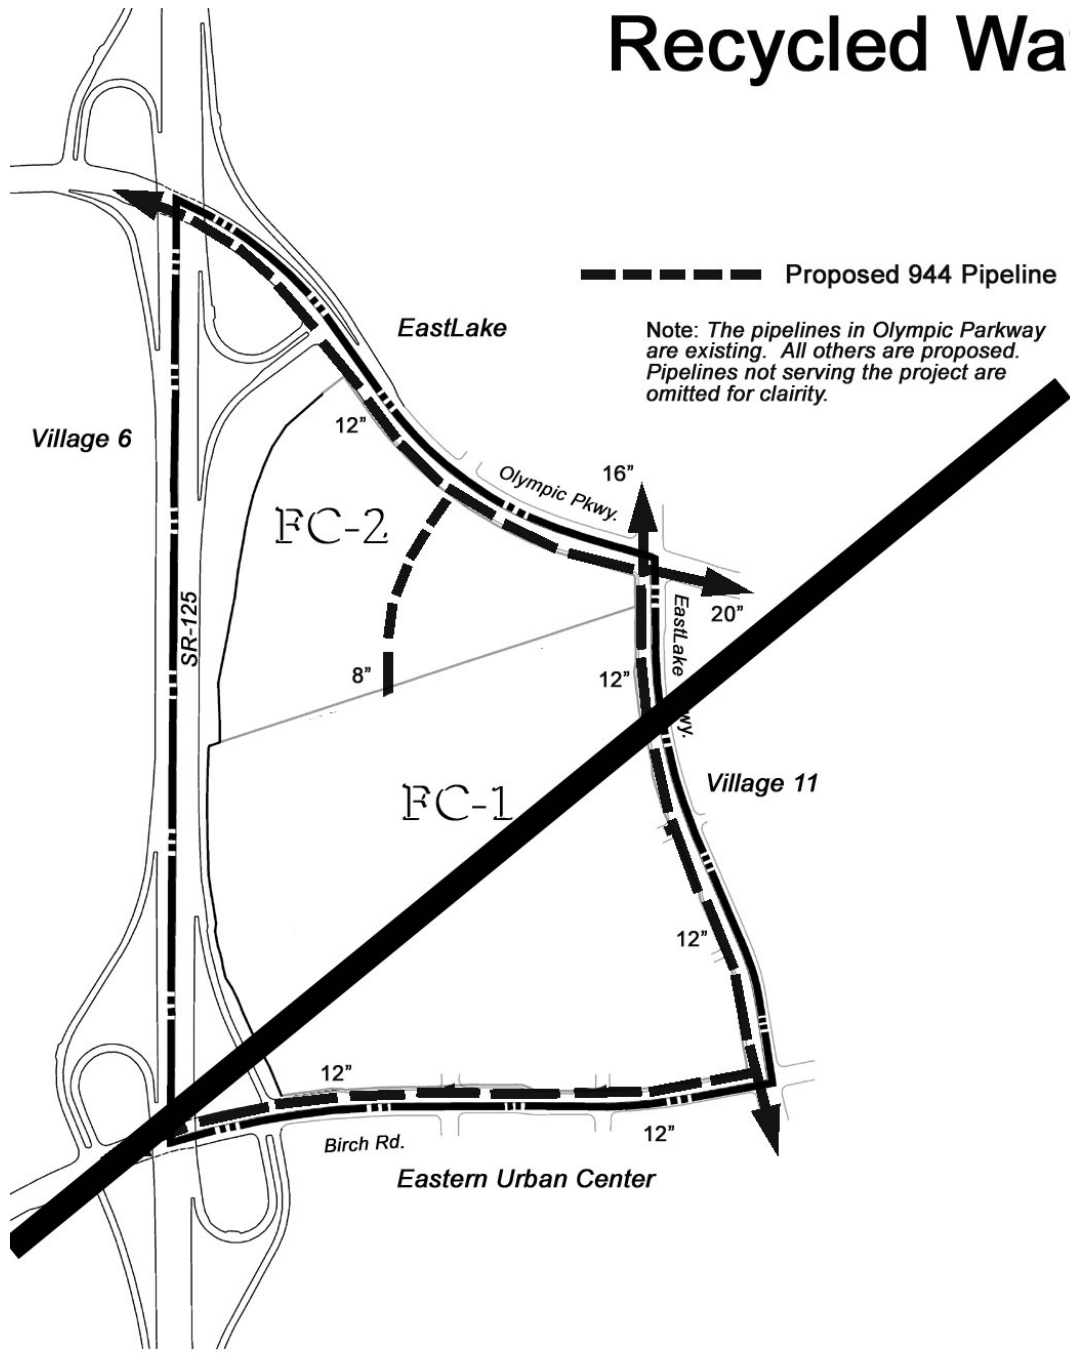 Recycled Wa
Proposed 944 Pipeline
EastLake
Note: The pipelines in Olympic Parkway
are existing. All others are proposed.
Pipelines not serving the project are
omitted for clairity.
12”
Village 6
16”
Olympic Pkwy.
FC-2
SR-125
20”
EastLake
wy.
8”
12”
Village 11
FC-1
12”
12”
12”
Birch Rd.
Eastern Urban Center